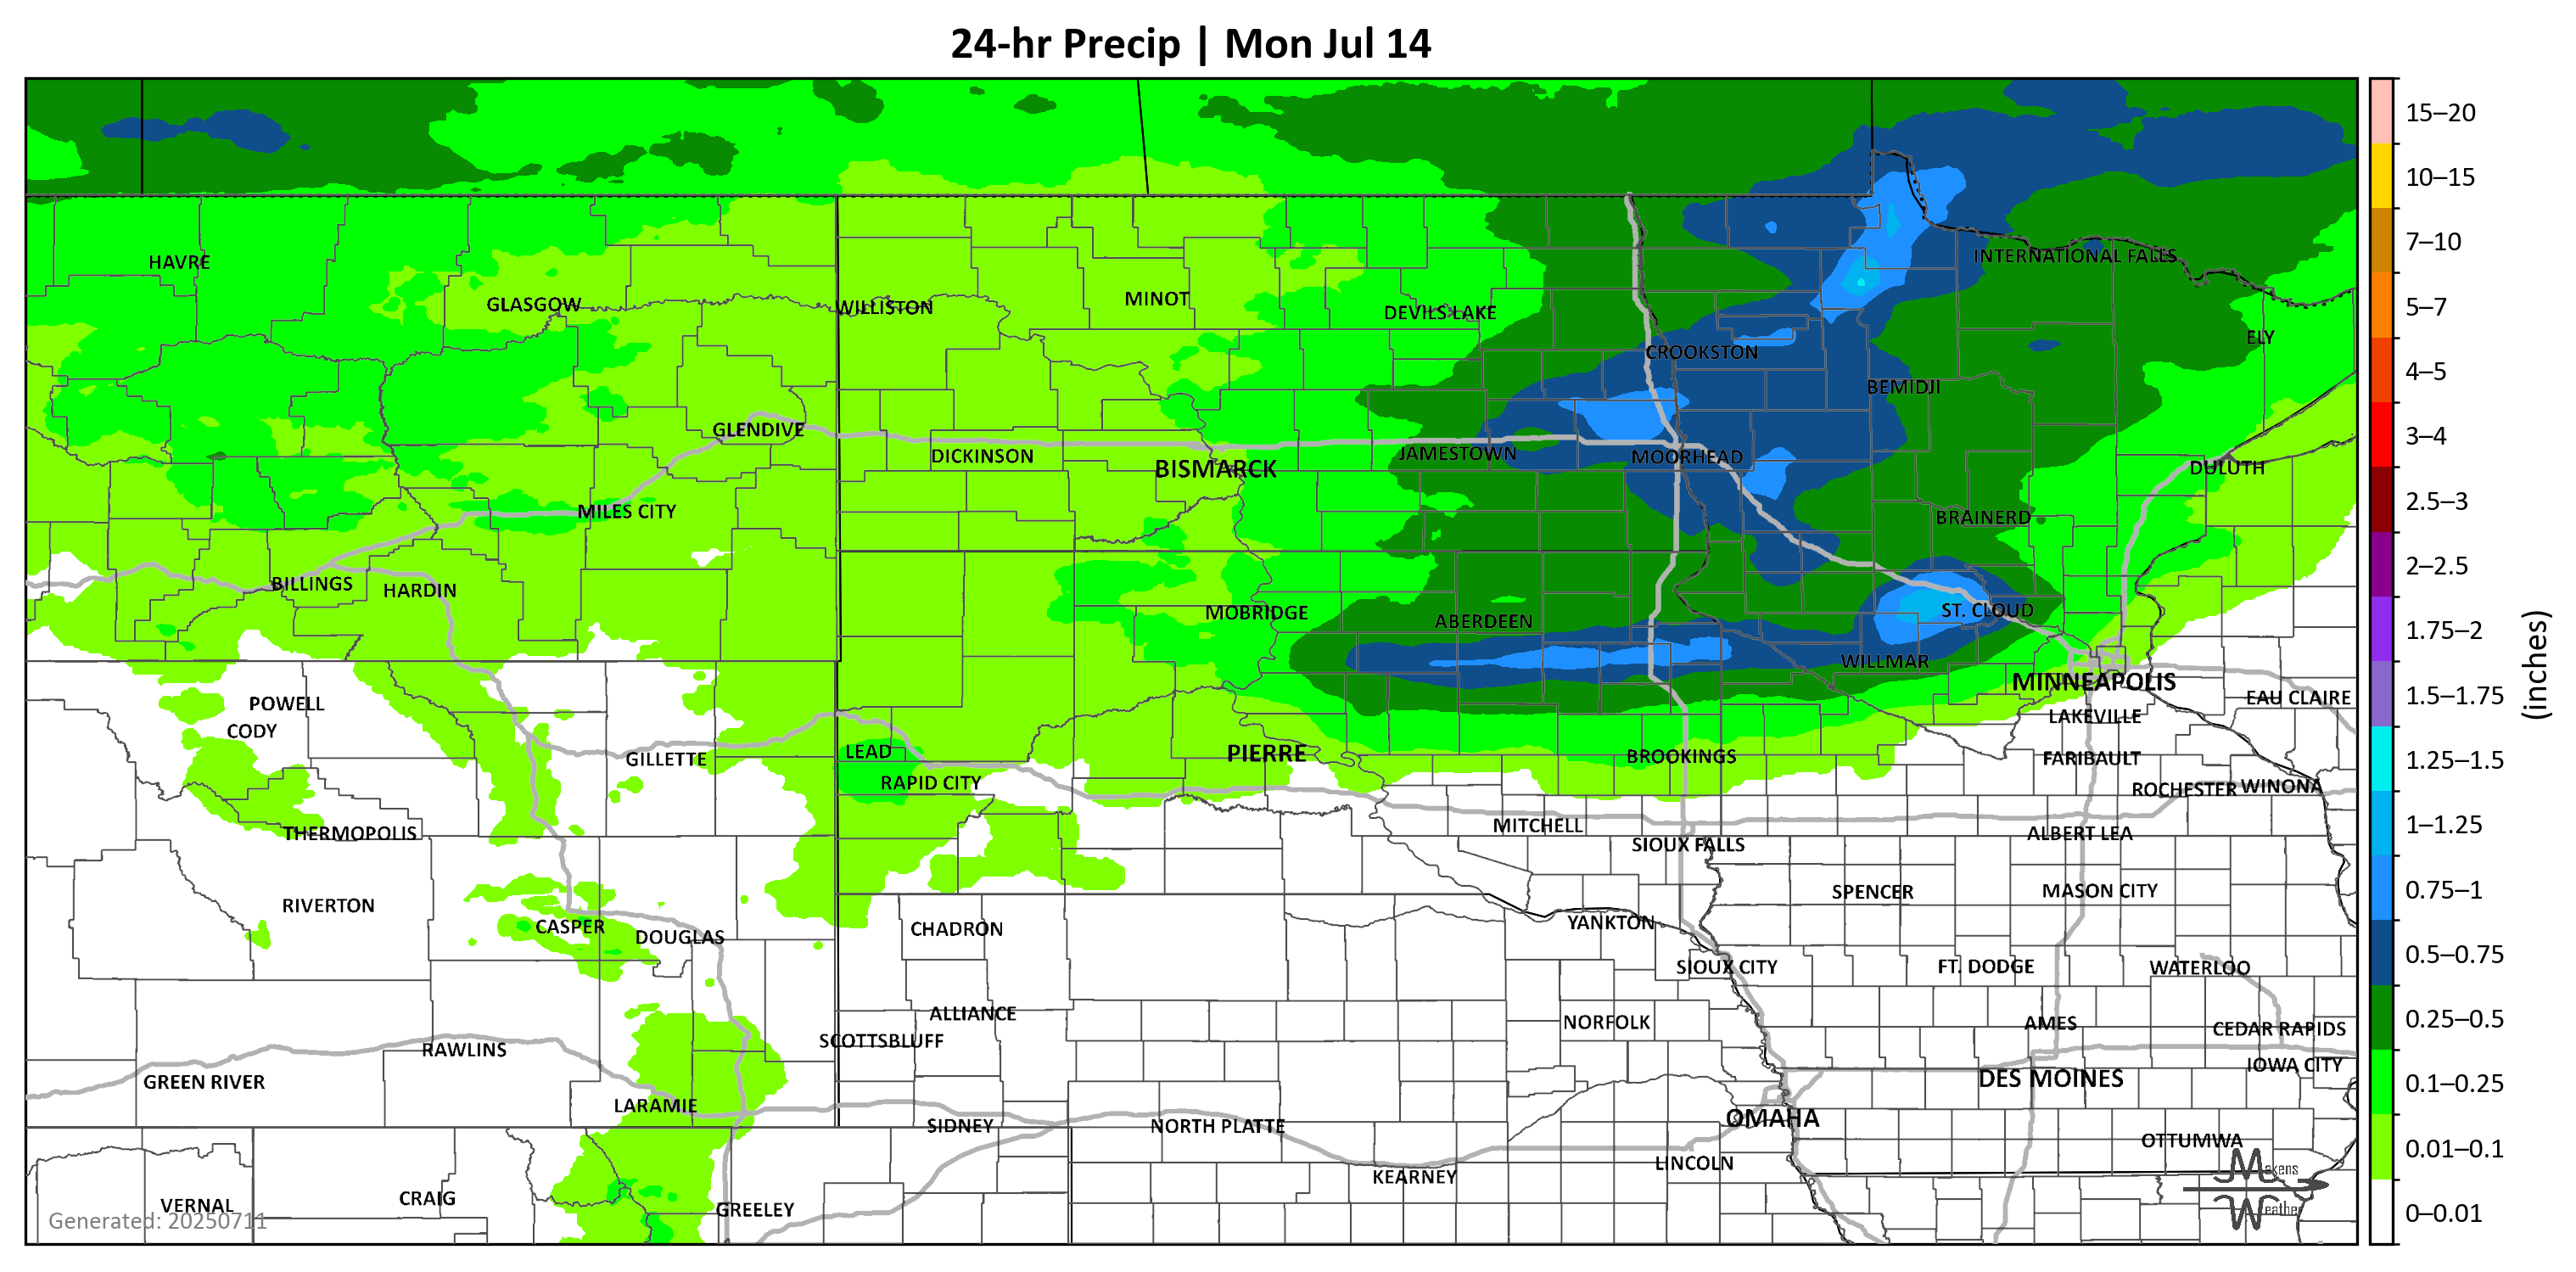 24-hr Precip | Mon Jul 14
15–20
10–15
7–10
5–7
4–5
3–4
2.5–3
2–2.5
1.75–2
1.5–1.75
1.25–1.5
1–1.25
0.75–1
0.5–0.75
0.25–0.5
0.1–0.25
0.01–0.1
0–0.01
(inches)
HAVRE
INTERNATIONAL FALLS
GLASGOW
WILLISTON
MINOT
DEVILS LAKE
ELY
CROOKSTON
BEMIDJI
GLENDIVE
DICKINSON
BISMARCK
JAMESTOWN
MOORHEAD
DULUTH
MILES CITY
BRAINERD
BILLINGS
HARDIN
MOBRIDGE
ABERDEEN
ST. CLOUD
WILLMAR
MINNEAPOLIS
EAU CLAIRE
POWELL
CODY
LAKEVILLE
GILLETTE
LEAD
PIERRE
BROOKINGS
FARIBAULT
RAPID CITY
ROCHESTER
WINONA
THERMOPOLIS
MITCHELL
SIOUX FALLS
ALBERT LEA
RIVERTON
SPENCER
MASON CITY
CASPER
DOUGLAS
CHADRON
YANKTON
SIOUX CITY
FT. DODGE
WATERLOO
ALLIANCE
NORFOLK
AMES
CEDAR RAPIDS
SCOTTSBLUFF
RAWLINS
IOWA CITY
GREEN RIVER
DES MOINES
LARAMIE
SIDNEY
NORTH PLATTE
OMAHA
OTTUMWA
KEARNEY
LINCOLN
VERNAL
CRAIG
GREELEY
Generated: 20250711
Makens
Weather